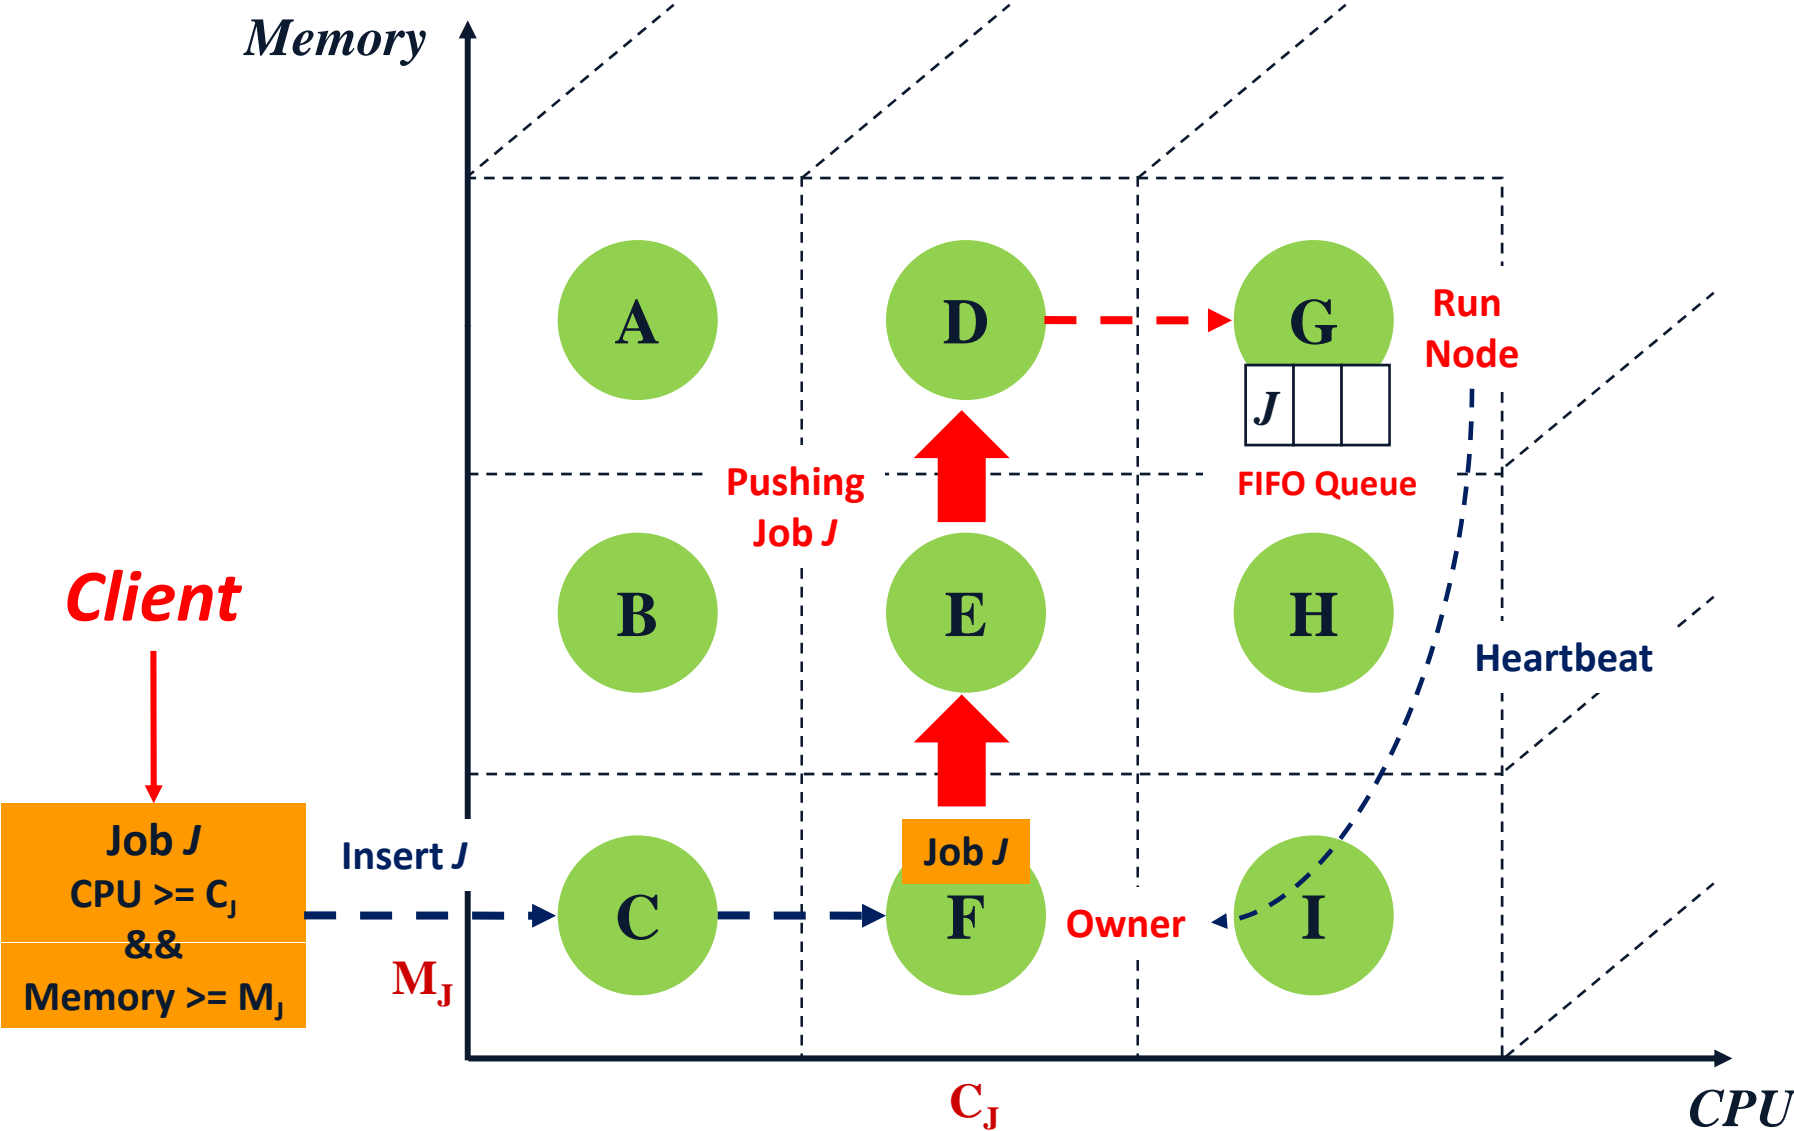 Memory
A
D
G
Run
Node
J
FIFO Queue
Pushing
Job J
B
E
H
Client
Heartbeat
Job J
CPU >= CJ
&&
Memory >= MJ
Insert J
Job J
C
F
Owner
I
MJ
CJ
CPU